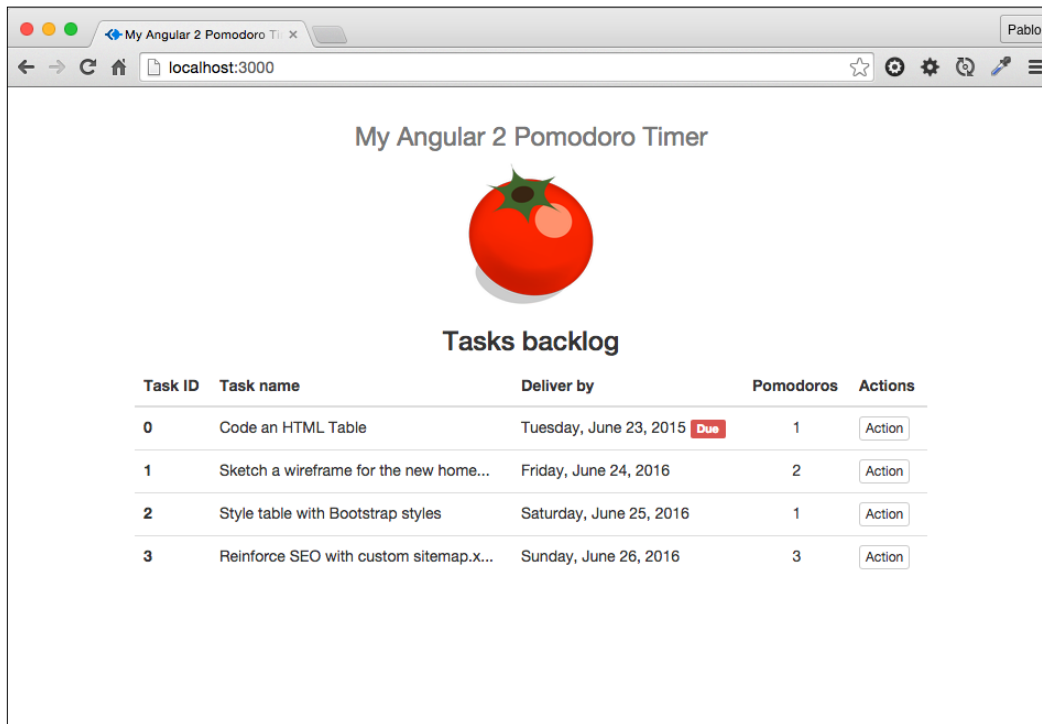 My Angular 2 Pomodoro Ti
Pablo
localhost:3000
My Angular 2 Pomodoro Timer
Tasks backlog
Task ID Task name Deliver by Pomodoros Actions
0 Code an HTML Table Tuesday, June 23, 2015 Due 1 Action
1 Sketch a wireframe for the new home... Friday, June 24, 2016 2 Action
2 Style table with Bootstrap styles Saturday, June 25, 2016 1 Action
3 Reinforce SEO with custom sitemap.x... Sunday, June 26, 2016 3 Action